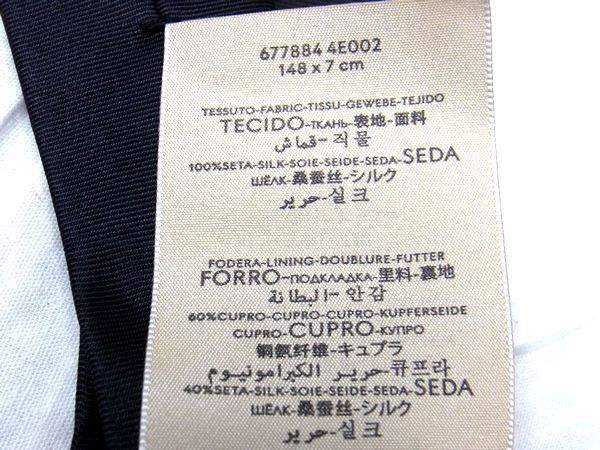 677884 4E002
148 x 7 cm
TESSUTO-FABRIC-TISSU-GEWEBE-TEJIDO
TECIDO-ТКАНЬ-表地-面料
قماش-직물
100%SETA-SILK-SOIE-SEIDE-SEDA-SEDA
ШЁЛК-桑蚕丝-シルク
حرير-실크
FODERA-LINING-DOUBLURE-FUTTER
FORRO-ПОДКЛАДКА-里料-裏地
البطانة-안감
60%CUPRO-CUPRO-CUPRO-KUPFERSEIDE
CUPRO-CUPRO-КУПРО
铜氨纤维-キュプラ
حرير الكبرامونيوم-큐프라
40%SETA-SILK-SOIE-SEIDE-SEDA-SEDA
ШЁЛК-桑蚕丝-シルク
حرير-실크